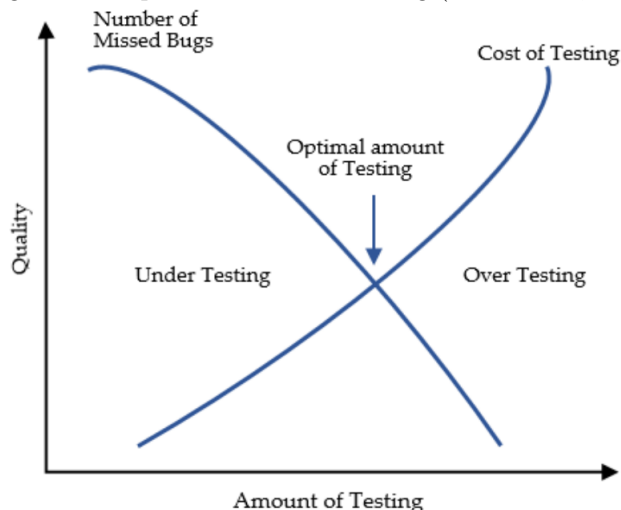 Number of
Missed Bugs
Cost of Testing
Optimal amount
of Testing
Quality
Under Testing
Over Testing
Amount of Testing